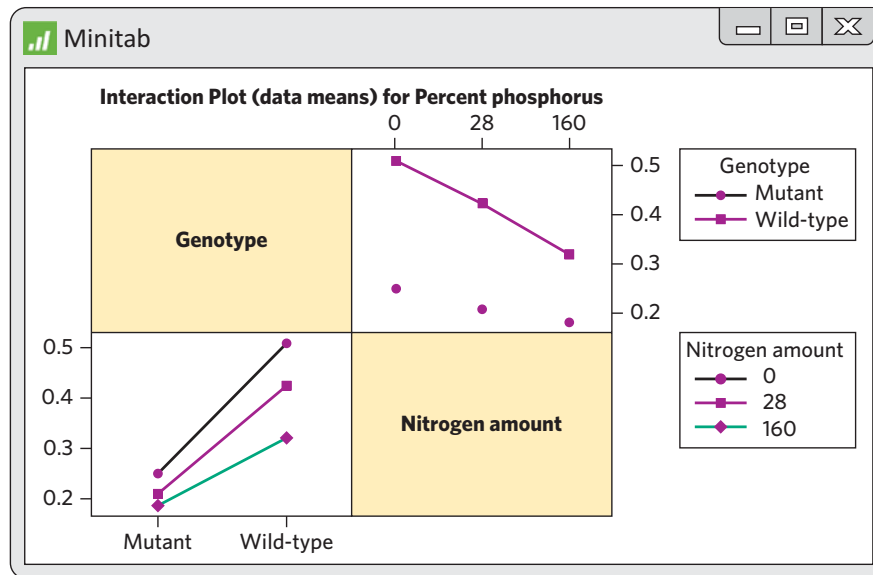 Minitab
Interaction Plot (data means) for Percent phosphorus
0 28 160
Genotype
0.5
0.4
0.3
0.2
Genotype
Mutant
Wild-type
0.5
0.4
0.3
0.2
Mutant Wild-type
Nitrogen amount
Nitrogen amount
0
28
160